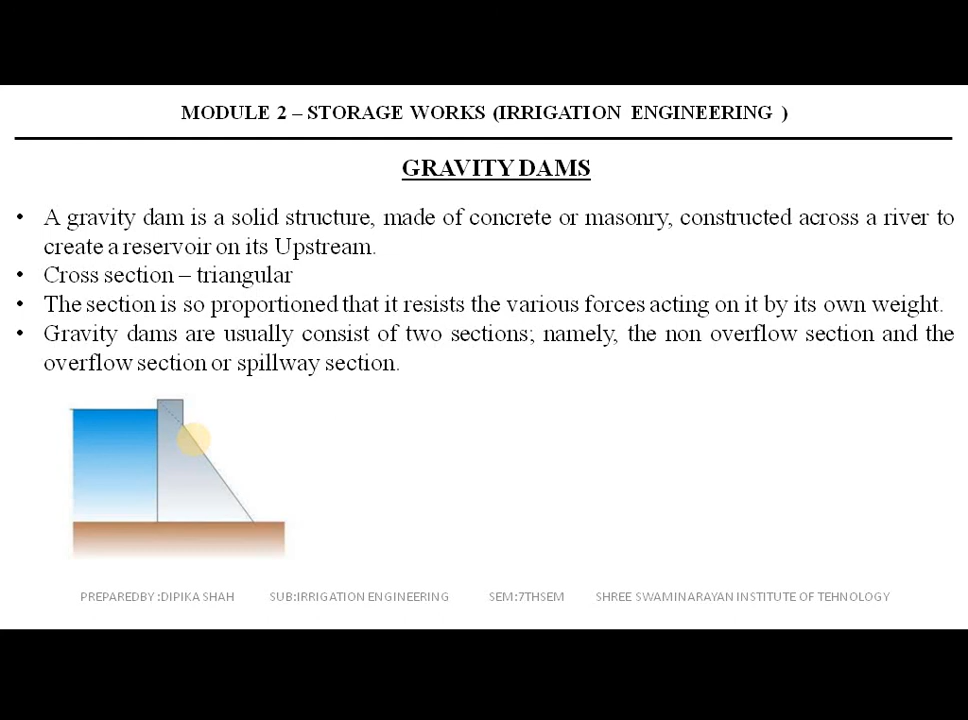 MODULE 2 – STORAGE WORKS (IRRIGATION ENGINEERING )
GRAVITY DAMS
• A gravity dam is a solid structure, made of concrete or masonry, constructed across a river to
create a reservoir on its Upstream.
• Cross section – triangular
• The section is so proportioned that it resists the various forces acting on it by its own weight.
• Gravity dams are usually consist of two sections; namely, the non overflow section and the
overflow section or spillway section.
PREPAREDBY :DIPIKA SHAH SUB:IRRIGATION ENGINEERING SEM:7THSEM SHREE SWAMINARAYAN INSTITUTE OF TEHNOLOGY